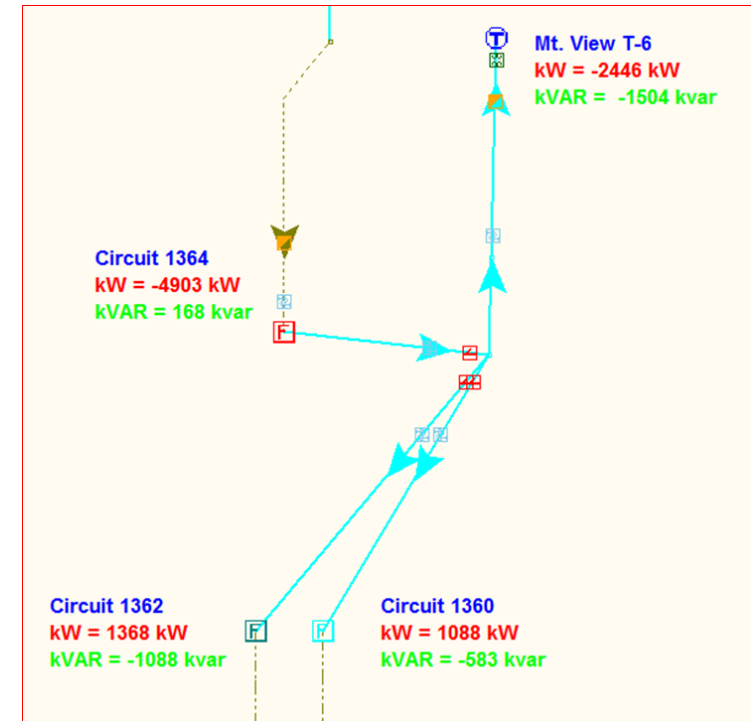 T
Mt. View T-6
kW = -2446 kW
kVAR = -1504 kvar
Circuit 1364
kW = -4903 kW
kVAR = 168 kvar
F
Circuit 1362
kW = 1368 kW
kVAR = -1088 kvar
F
F
Circuit 1360
kW = 1088 kW
kVAR = -583 kvar